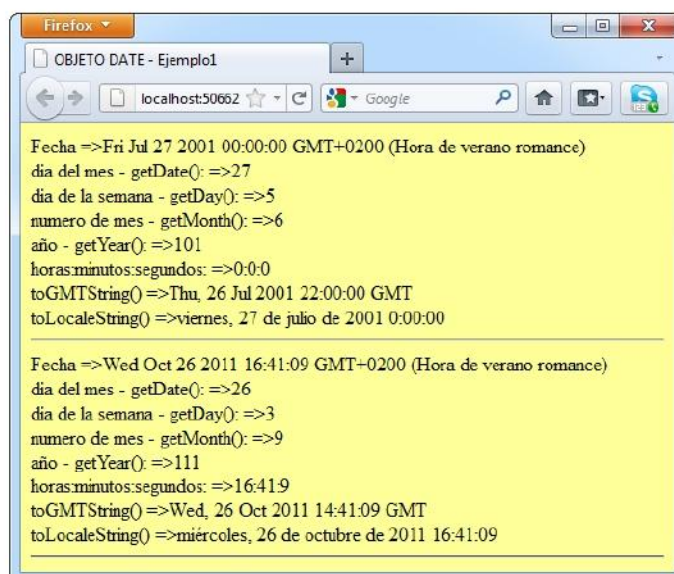 Firefox
OBJETO DATE - Ejemplo1
localhost:50662
Google
Fecha =>Fri Jul 27 2001 00:00:00 GMT+0200 (Hora de verano romance)
dia del mes - getDate(): =>27
dia de la semana - getDay(): =>5
numero de mes - getMonth(): =>6
año - getYear(): =>101
horas:minutos:segundos: =>0:0:0
toGMTString() =>Thu, 26 Jul 2001 22:00:00 GMT
toLocaleString() =>viernes, 27 de julio de 2001 0:00:00
Fecha =>Wed Oct 26 2011 16:41:09 GMT+0200 (Hora de verano romance)
dia del mes - getDate(): =>26
dia de la semana - getDay(): =>3
numero de mes - getMonth(): =>9
año - getYear(): =>111
horas:minutos:segundos: =>16:41:9
toGMTString() =>Wed, 26 Oct 2011 14:41:09 GMT
toLocaleString() =>miércoles, 26 de octubre de 2011 16:41:09